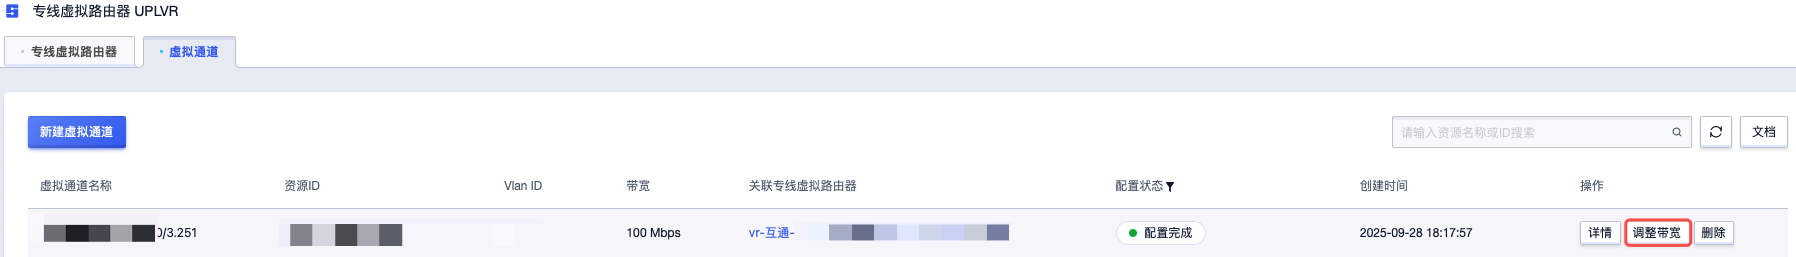 专线虚拟路由器 UPLVR
专线虚拟路由器 虚拟通道
新建虚拟通道 请输入资源名称或ID搜索 文档
虚拟通道名称 资源ID Vlan ID 带宽 关联专线虚拟路由器 配置状态 创建时间 操作
/3.251 100 Mbps vr-互通- 配置完成 2025-09-28 18:17:57 详情 调整带宽 删除